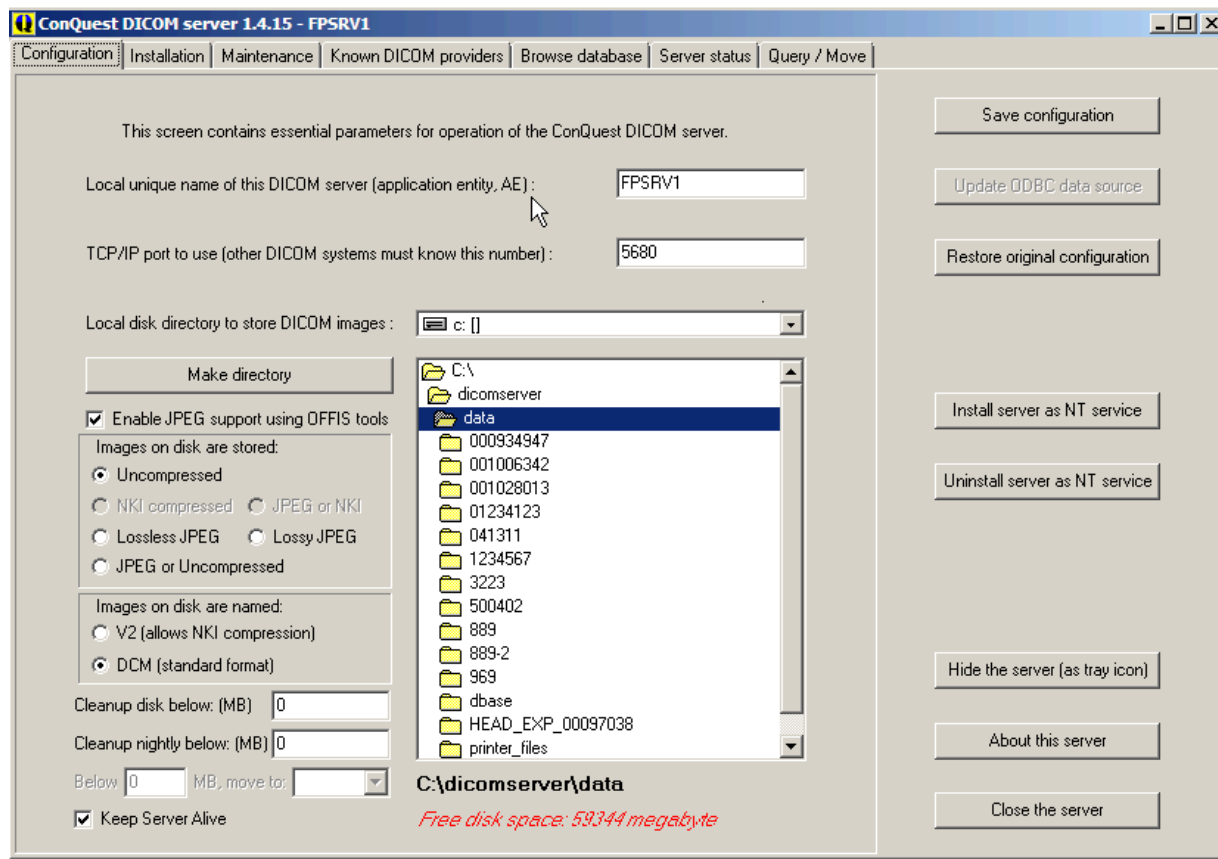 ConQuest DICOM server 1.4.15 - FPSRV1
Configuration Installation Maintenance Known DICOM providers Browse database Server status Query / Move
This screen contains essential parameters for operation of the ConQuest DICOM server.
Local unique name of this DICOM server (application entity, AE) : FPSRV1
TCP/IP port to use (other DICOM systems must know this number) : 5680
Local disk directory to store DICOM images : c: []
Make directory
Enable JPEG support using OFFIS tools
Images on disk are stored:
Uncompressed
NKI compressed JPEG or NKI
Lossless JPEG Lossy JPEG
JPEG or Uncompressed
Images on disk are named:
V2 (allows NKI compression)
DCM (standard format)
Cleanup disk below: (MB) 0
Cleanup nightly below: (MB) 0
Below 0 MB, move to:
Keep Server Alive
C:\
dicomserver
data
000934947
001006342
001028013
01234123
041311
1234567
3223
500402
889
889-2
969
dbase
HEAD_EXP_00097038
printer_files
C:\dicomserver\data
Free disk space: 59344 megabyte
Save configuration
Update ODBC data source
Restore original configuration
Install server as NT service
Uninstall server as NT service
Hide the server (as tray icon)
About this server
Close the server